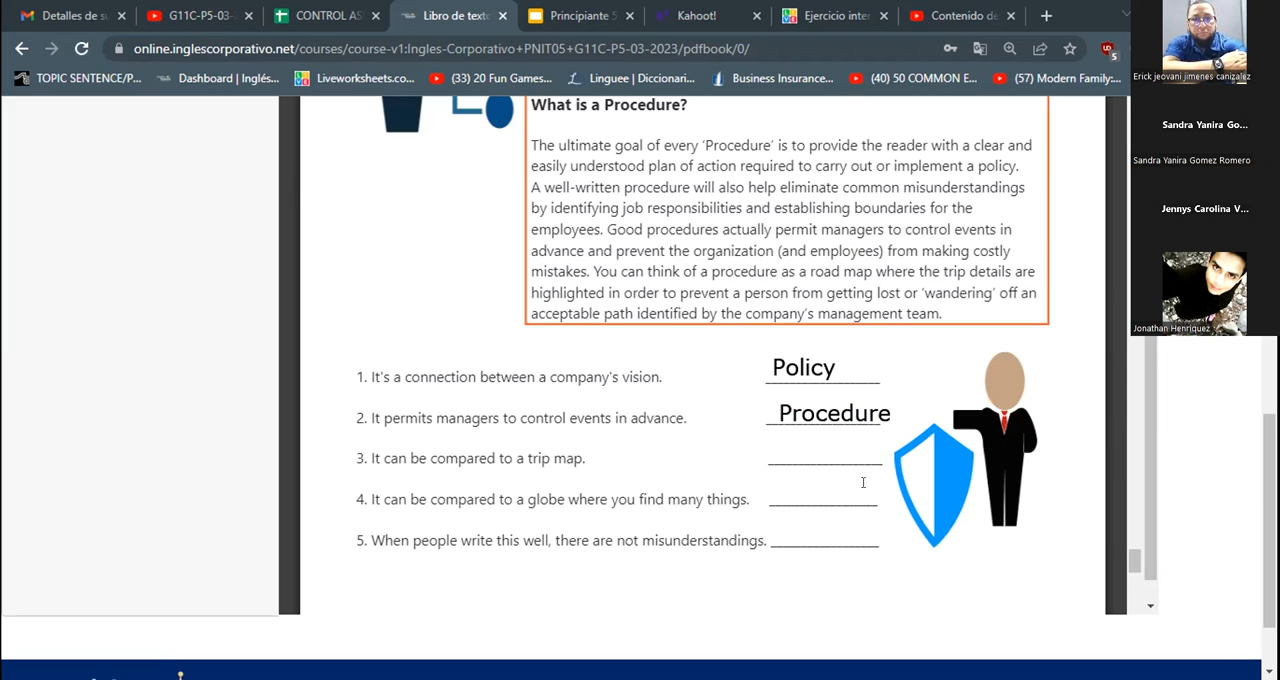 Detalles de su
G11C-P5-03-
CONTROL AS
Libro de texto
Principiante 5
Kahoot!
Ejercicio inter
Contenido de
online.inglescorporativo.net/courses/course-v1:Ingles-Corporativo+PNIT05+G11C-P5-03-2023/pdfbook/0/
TOPIC SENTENCE/P...
Dashboard | Inglés...
Liveworksheets.co...
(33) 20 Fun Games...
Linguee | Diccionari...
Business Insurance...
(40) 50 COMMON E...
(57) Modern Family:...
Erick jeovani jimenes canizalez
Sandra Yanira Go...
Sandra Yanira Gomez Romero
Jennys Carolina V...
Jonathan Henriquez
What is a Procedure?
The ultimate goal of every ‘Procedure’ is to provide the reader with a clear and
easily understood plan of action required to carry out or implement a policy.
A well-written procedure will also help eliminate common misunderstandings
by identifying job responsibilities and establishing boundaries for the
employees. Good procedures actually permit managers to control events in
advance and prevent the organization (and employees) from making costly
mistakes. You can think of a procedure as a road map where the trip details are
highlighted in order to prevent a person from getting lost or ‘wandering’ off an
acceptable path identified by the company’s management team.
1. It's a connection between a company's vision. Policy
2. It permits managers to control events in advance. Procedure
3. It can be compared to a trip map.
4. It can be compared to a globe where you find many things.
5. When people write this well, there are not misunderstandings.